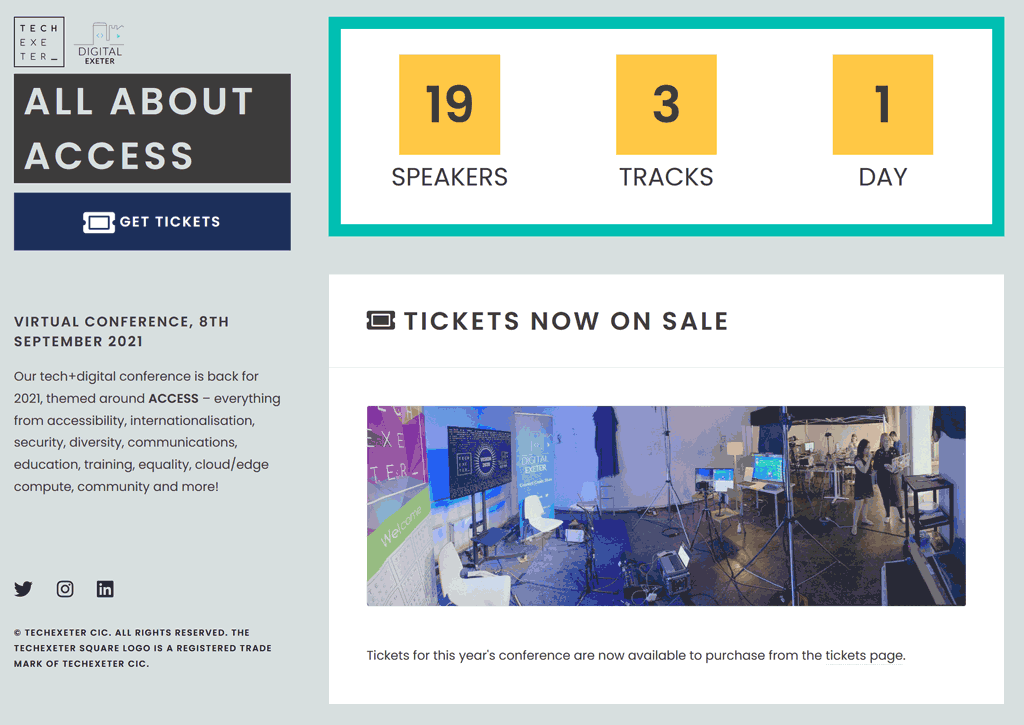 TECH
EXE
TER_
DIGITAL
EXETER
ALL ABOUT
ACCESS
GET TICKETS
VIRTUAL CONFERENCE, 8TH
SEPTEMBER 2021
Our tech+digital conference is back for
2021, themed around ACCESS – everything
from accessibility, internationalisation,
security, diversity, communications,
education, training, equality, cloud/edge
compute, community and more!
© TECHEXETER CIC. ALL RIGHTS RESERVED. THE
TECHEXETER SQUARE LOGO IS A REGISTERED TRADE
MARK OF TECHEXETER CIC.
19
SPEAKERS
3
TRACKS
1
DAY
TICKETS NOW ON SALE
EXE
TER_
Welcome
DIGITAL
EXETER
Tickets for this year's conference are now available to purchase from the tickets page.